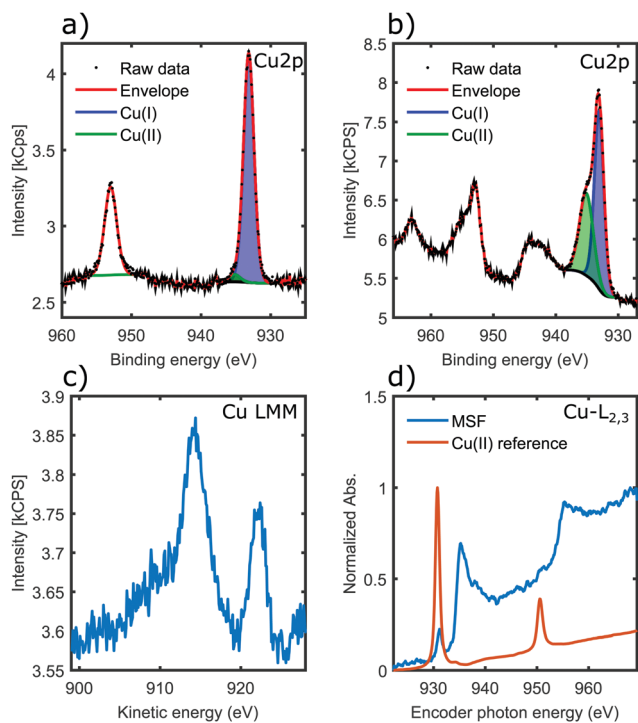 a)
Cu2p
Raw data
Envelope
Cu(I)
Cu(II)
Intensity [kCps]
4
3.5
3
2.5
960
950
940
930
Binding energy (eV)
b)
Cu2p
Raw data
Envelope
Cu(I)
Cu(II)
Intensity [kCPS]
8.5
8
7.5
7
6.5
6
5.5
5
960
950
940
930
Binding energy (eV)
c)
Cu LMM
Intensity [kCPS]
3.9
3.85
3.8
3.75
3.7
3.65
3.6
3.55
900
910
920
Kinetic energy (eV)
d)
Cu-L2,3
MSF
Cu(II) reference
Normalized Abs.
1.5
1
0.5
0
930
940
950
960
Encoder photon energy (eV)